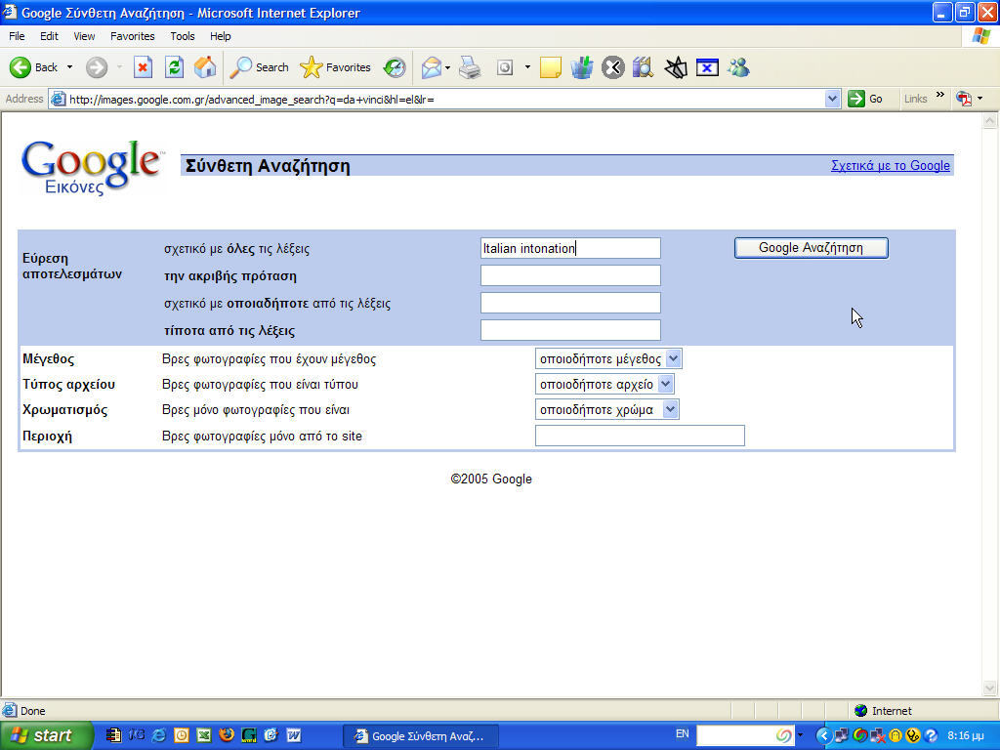 Google Σύνθετη Αναζήτηση - Microsoft Internet Explorer
File Edit View Favorites Tools Help
Back Search Favorites
Address http://images.google.com.gr/advanced_image_search?q=da+vinci&hl=el&lr= Go Links »
Google™ Εικόνες
Σύνθετη Αναζήτηση Σχετικά με το Google
Εύρεση αποτελεσμάτων
σχετικό με όλες τις λέξεις Italian intonation Google Αναζήτηση
την ακριβής πρόταση
σχετικό με οποιαδήποτε από τις λέξεις
τίποτα από τις λέξεις
Μέγεθος Βρες φωτογραφίες που έχουν μέγεθος οποιοδήποτε μέγεθος
Τύπος αρχείου Βρες φωτογραφίες που είναι τύπου οποιοδήποτε αρχείο
Χρωματισμός Βρες μόνο φωτογραφίες που είναι οποιοδήποτε χρώμα
Περιοχή Βρες φωτογραφίες μόνο από το site
©2005 Google
Done Internet
start Google Σύνθετη Αναζ... EN 8:16 μμ